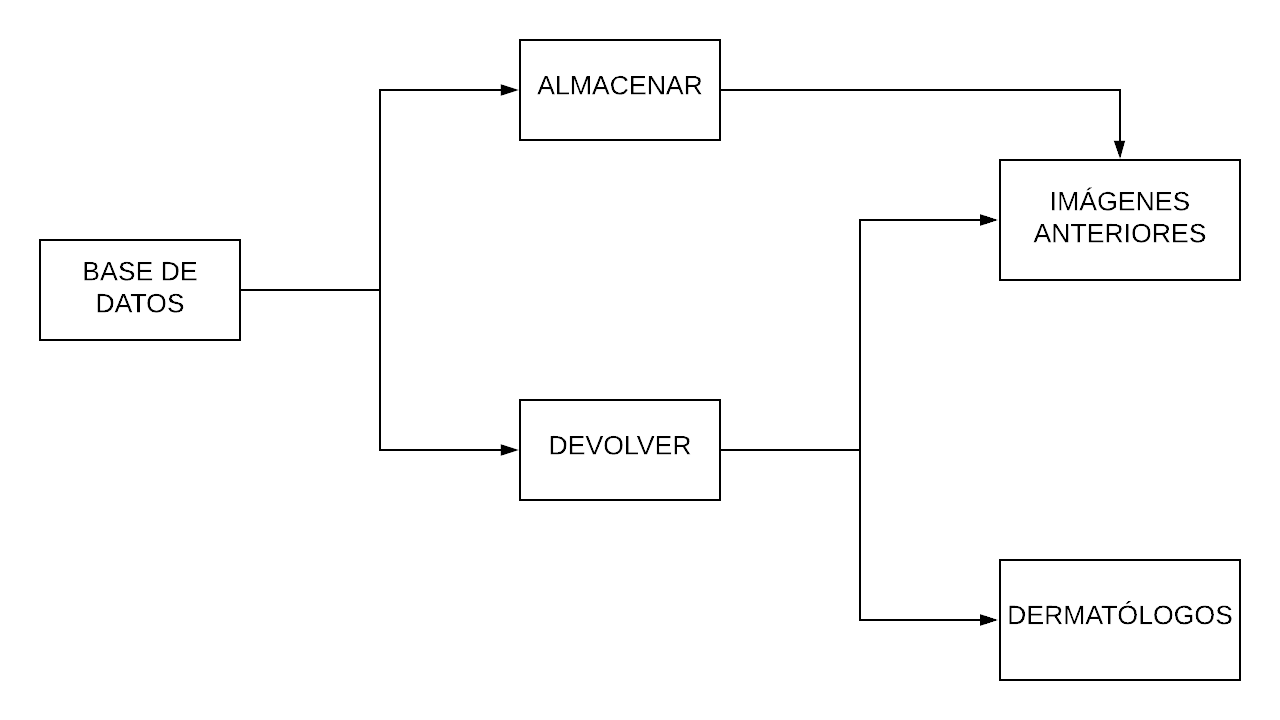 ALMACENAR
IMÁGENES
ANTERIORES
BASE DE
DATOS
DEVOLVER
DERMATÓLOGOS